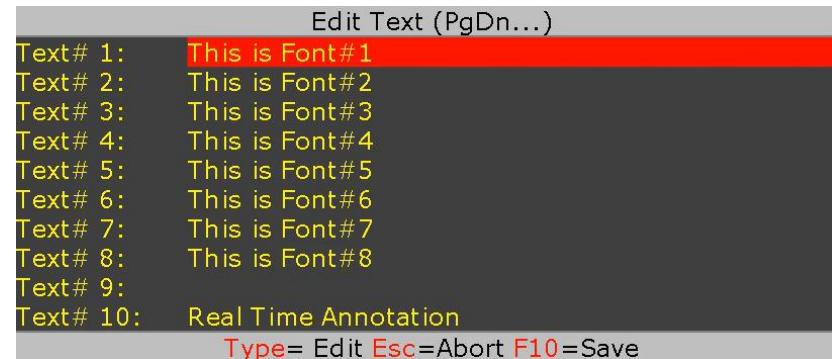 Edit Text (PgDn...)
Text# 1: This is Font#1
Text# 2: This is Font#2
Text# 3: This is Font#3
Text# 4: This is Font#4
Text# 5: This is Font#5
Text# 6: This is Font#6
Text# 7: This is Font#7
Text# 8: This is Font#8
Text# 9:
Text# 10: Real Time Annotation
Type= Edit Esc=Abort F10=Save